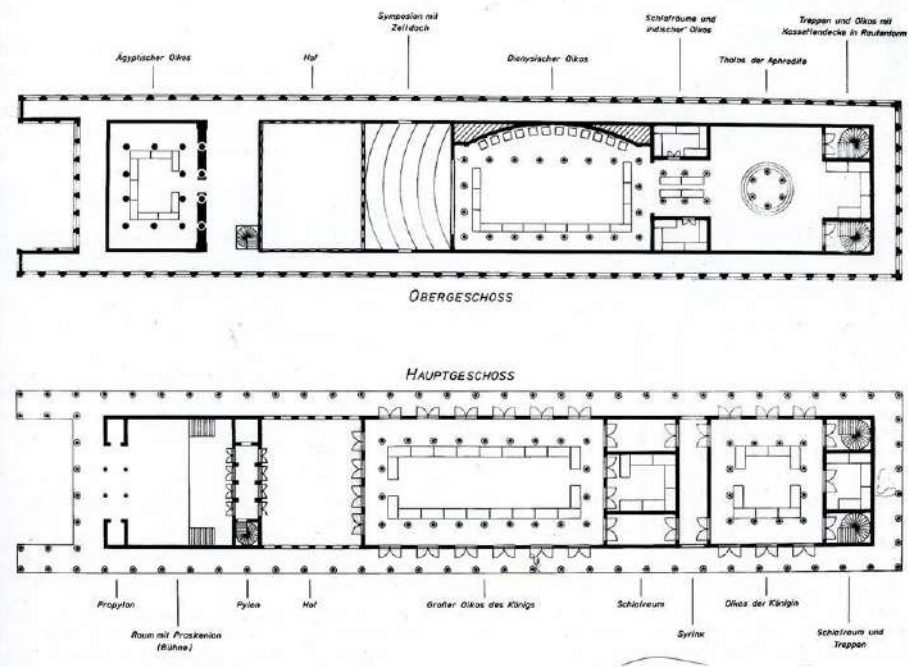 Symposion mit
Zeltdach
Schlafräume und
indischer Oikos
Treppen und Oikos mit
Kassettendecke in Rautenform
Ägyptischer Oikos
Hof
Dionysischer Oikos
Tholos der Aphrodite
OBERGESCHOSS
HAUPTGESCHOSS
Propylon
Pylon
Hof
Großer Oikos des Königs
Schlafraum
Oikos der Königin
Raum mit Proskenion
(Bühne)
Syrinx
Schlafraum und
Treppen